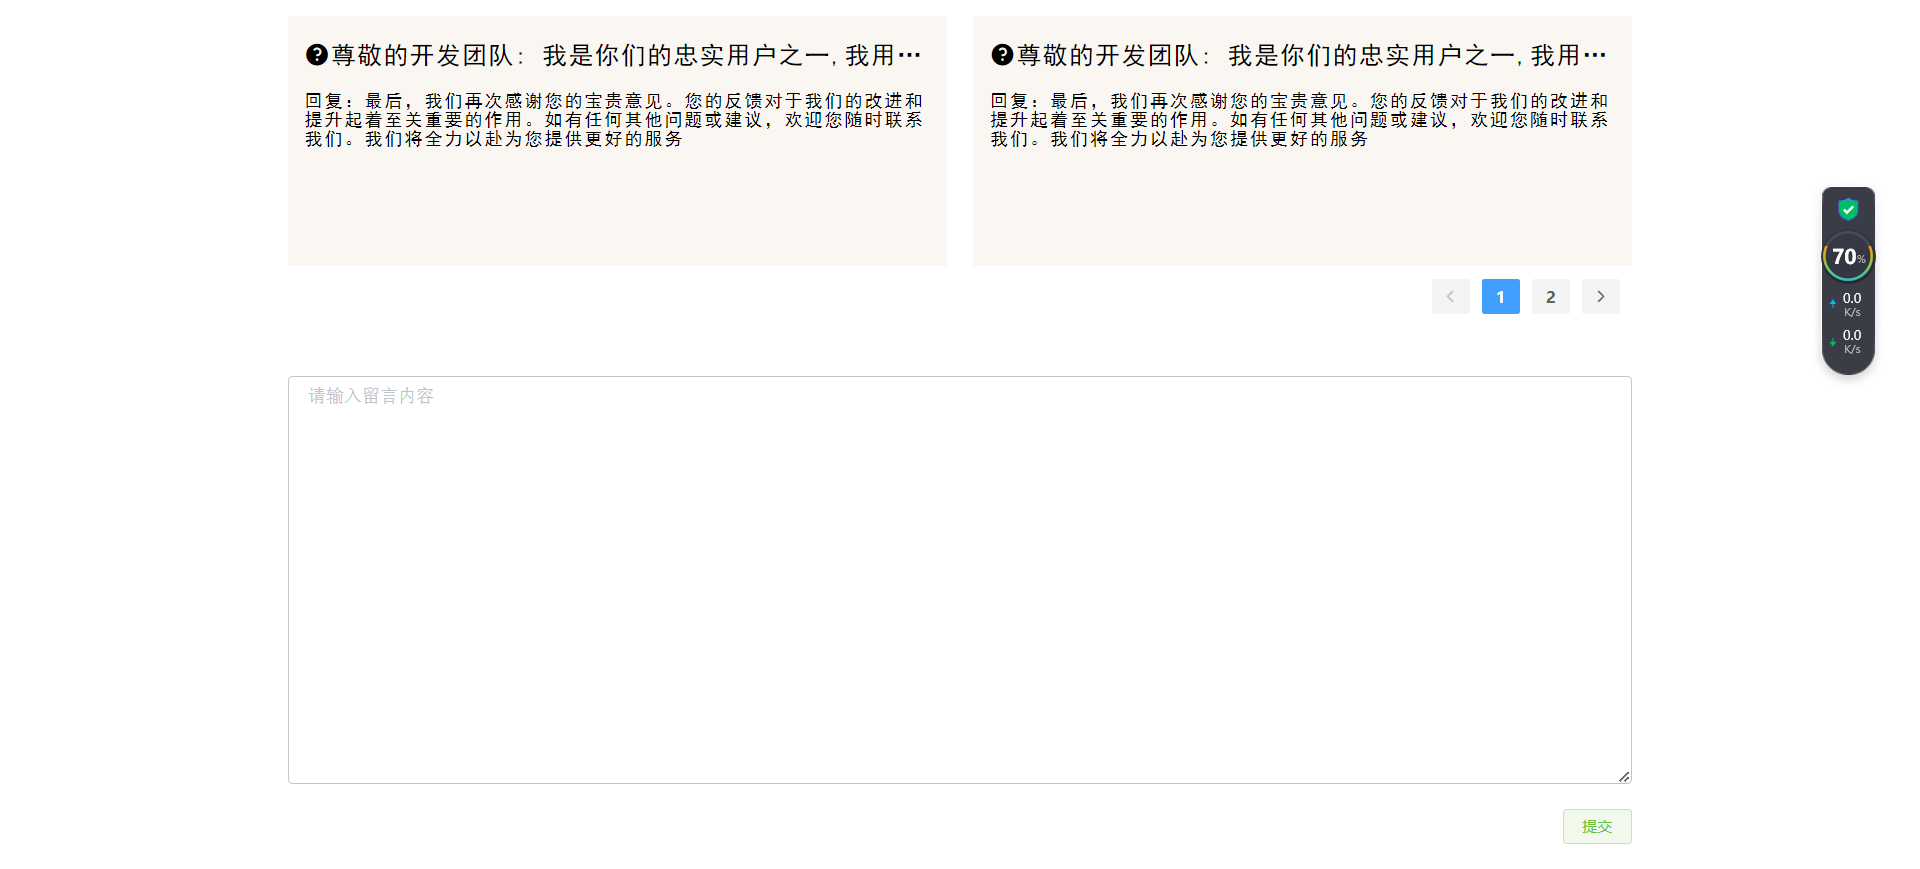 尊敬的开发团队：我是你们的忠实用户之一,我用…
回复：最后，我们再次感谢您的宝贵意见。您的反馈对于我们的改进和
提升起着至关重要的作用。如有任何其他问题或建议，欢迎您随时联系
我们。我们将全力以赴为您提供更好的服务
尊敬的开发团队：我是你们的忠实用户之一,我用…
回复：最后，我们再次感谢您的宝贵意见。您的反馈对于我们的改进和
提升起着至关重要的作用。如有任何其他问题或建议，欢迎您随时联系
我们。我们将全力以赴为您提供更好的服务
1 2
70%
0.0
K/s
0.0
K/s
请输入留言内容
提交